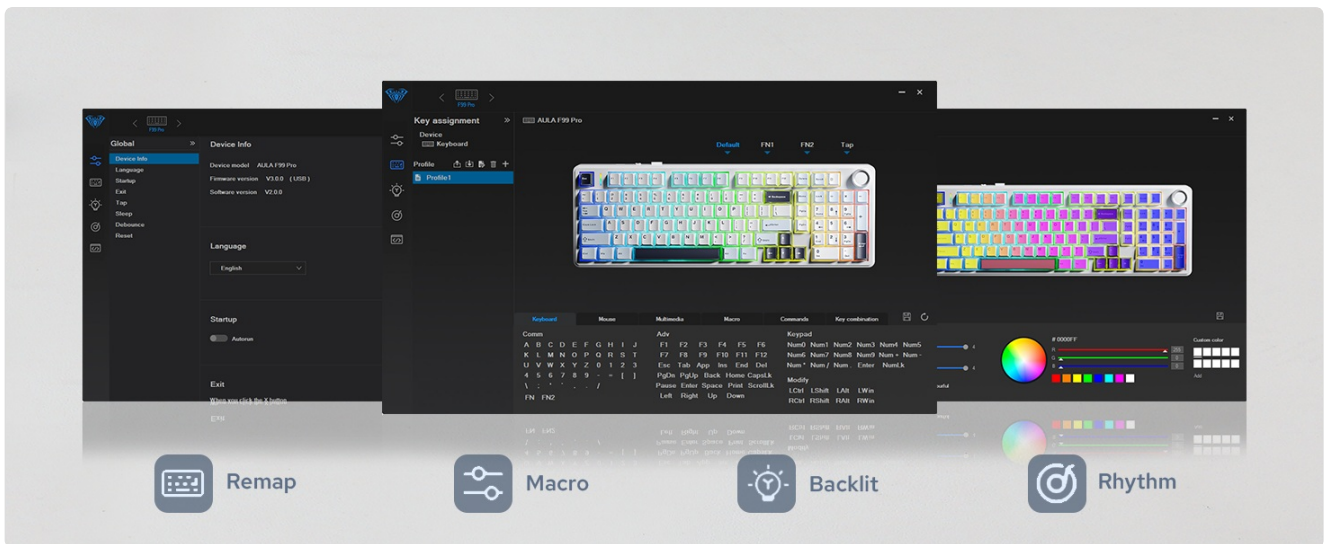 F99 Pro
Global »
Device Info
Language
Startup
Exit
Tap
Sleep
Debounce
Reset
Device Info
Device model AULA F99 Pro
Firmware version V3.0.0 ( USB )
Software version V2.0.0
Language
English
Startup
Autorun
Exit
When you click the X button
F99 Pro
Key assignment »
Device
Keyboard
Profile
Profile1
AULA F99 Pro
Default FN1 FN2 Tap
Keyboard Mouse Multimedia Macro Commands Key combination
Comm
A B C D E F G H I J
K L M N O P Q R S T
U V W X Y Z 0 1 2 3
4 5 6 7 8 9 - = [ ]
\ ; ' , . /
FN FN2
Adv
F1 F2 F3 F4 F5 F6
F7 F8 F9 F10 F11 F12
Esc Tab App Ins End Del
PgDn PgUp Back Home CapsLk
Pause Enter Space Print ScrollLk
Left Right Up Down
Keypad
Num0 Num1 Num2 Num3 Num4 Num5
Num6 Num7 Num8 Num9 Num + Num -
Num * Num / Num . Enter NumLk
Modify
LCtrl LShift LAlt LWin
RCtrl RShift RAlt RWin
4
4
# 0000FF
R
G
B
Custom color
Add
Remap
Macro
Backlit
Rhythm